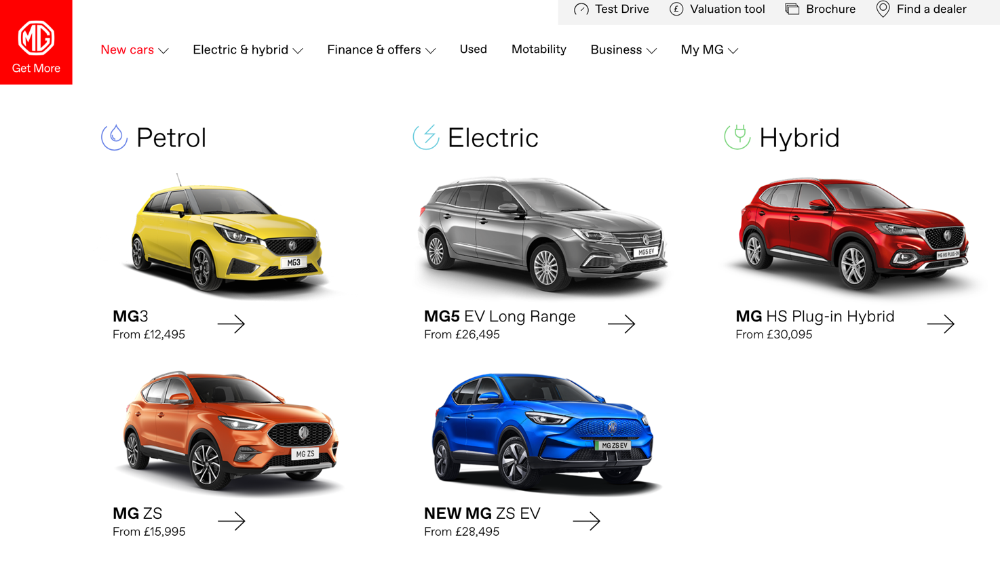 Test Drive
Valuation tool
Brochure
Find a dealer
MG
Get More
New cars
Electric & hybrid
Finance & offers
Used
Motability
Business
My MG
Petrol
Electric
Hybrid
MG3
MG5 EV
MG HS PLUG-IN
MG3
From £12,495
MG5 EV Long Range
From £26,495
MG HS Plug-in Hybrid
From £30,095
MG ZS
MG ZS EV
MG ZS
From £15,995
NEW MG ZS EV
From £28,495